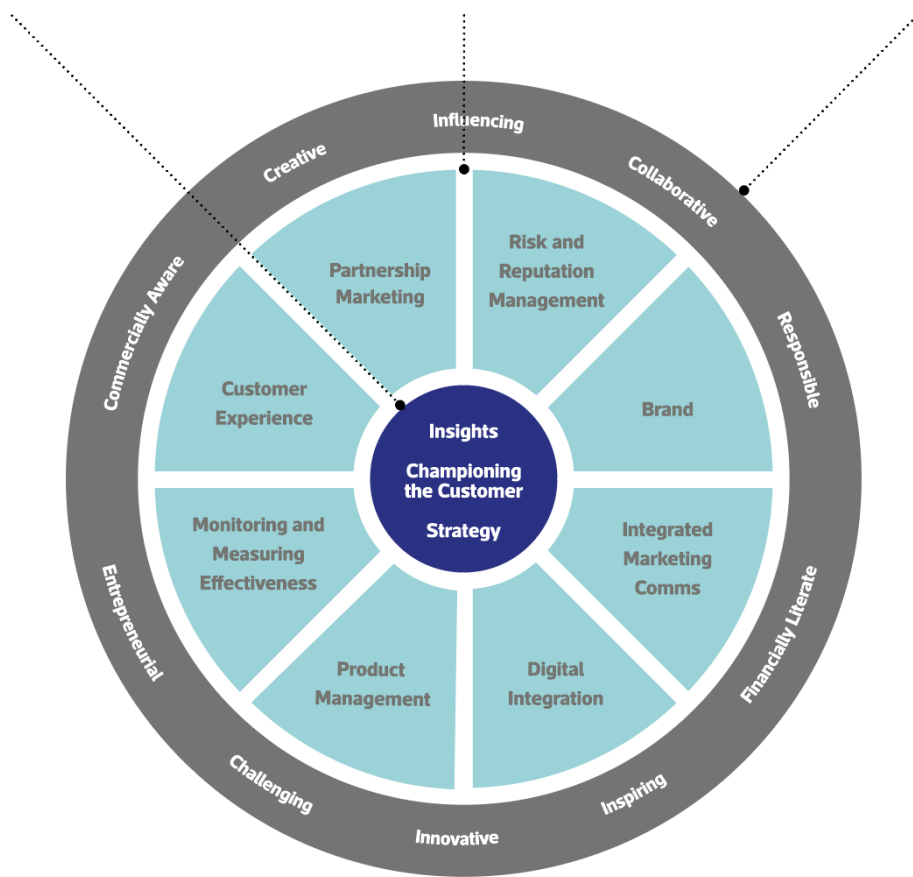 Influencing
Collaborative
Responsible
Financially Literate
Inspiring
Innovative
Challenging
Entrepreneurial
Commercially Aware
Creative
Risk and
Reputation
Management
Brand
Integrated
Marketing
Comms
Digital
Integration
Product
Management
Monitoring and
Measuring
Effectiveness
Customer
Experience
Partnership
Marketing
Insights
Championing
the Customer
Strategy